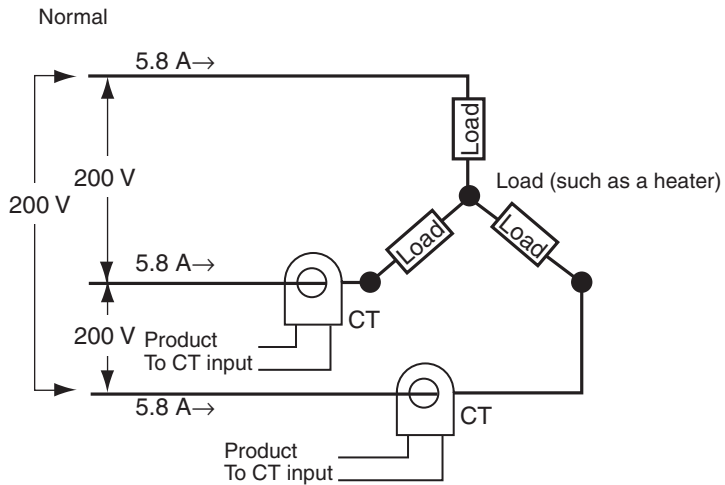 Normal
5.8 A→
Load
200 V
Load (such as a heater)
200 V
Load
Load
5.8 A→
CT
200 V
Product
To CT input
5.8 A→
CT
Product
To CT input